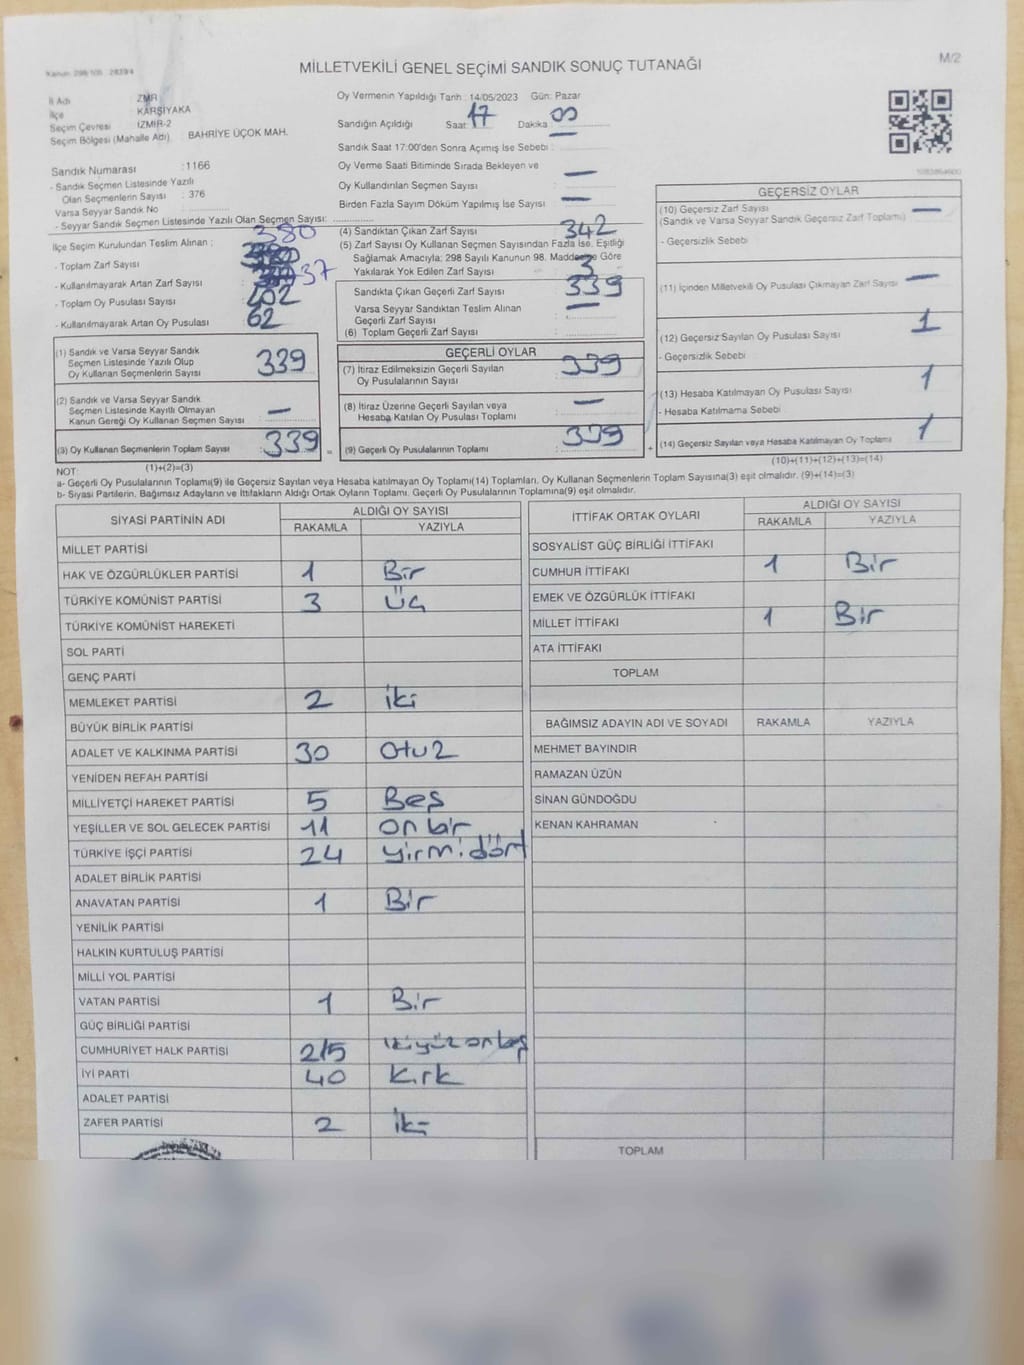 Kanun: 298/105 28394
M/2
MİLLETVEKİLİ GENEL SEÇİMİ SANDIK SONUÇ TUTANAĞI
İl Adı : ZMR
İlçe KARŞIYAKA
Seçim Çevresi İZMİR-2
Seçim Bölgesi (Mahalle Adı) : BAHRİYE ÜÇOK MAH.
Oy Vermenin Yapıldığı Tarih : 14/05/2023 Gün: Pazar
Sandığın Açıldığı Saat 17 Dakika : 00
Sandık Saat 17:00'den Sonra Açımış İse Sebebi : —
Oy Verme Saati Bitiminde Sırada Bekleyen ve
Oy Kullandırılan Seçmen Sayısı : —
Birden Fazla Sayım Döküm Yapılmış İse Sayısı : —
Sandık Numarası : 1166
- Sandık Seçmen Listesinde Yazılı
Olan Seçmenlerin Sayısı : 376
Varsa Seyyar Sandık No
- Seyyar Sandık Seçmen Listesinde Yazılı Olan Seçmen Sayısı:
İlçe Seçim Kurulundan Teslim Alınan :
- Toplam Zarf Sayısı 380
- Kullanılmayarak Artan Zarf Sayısı 37
- Toplam Oy Pusulası Sayısı 402
- Kullanılmayarak Artan Oy Pusulası 62
(1) Sandık ve Varsa Seyyar Sandık
Seçmen Listesinde Yazılı Olup
Oy Kullanan Seçmenlerin Sayısı 339
(2) Sandık ve Varsa Seyyar Sandık
Seçmen Listesinde Kayıtlı Olmayan
Kanun Gereği Oy Kullanan Seçmen Sayısı : —
(3) Oy Kullanan Seçmenlerin Toplam Sayısı : 339 =
(4) Sandıktan Çıkan Zarf Sayısı : 342
(5) Zarf Sayısı Oy Kullanan Seçmen Sayısından Fazla İse, Eşitliği
Sağlamak Amacıyla; 298 Sayılı Kanunun 98. Maddesine Göre
Yakılarak Yok Edilen Zarf Sayısı : 3
Sandıkta Çıkan Geçerli Zarf Sayısı : 339
Varsa Seyyar Sandıktan Teslim Alınan
Geçerli Zarf Sayısı : —
(6) Toplam Geçerli Zarf Sayısı :
GEÇERLİ OYLAR
(7) İtiraz Edilmeksizin Geçerli Sayılan
Oy Pusulalarının Sayısı 339
(8) İtiraz Üzerine Geçerli Sayılan veya
Hesaba Katılan Oy Pusulası Toplamı —
(9) Geçerli Oy Pusulalarının Toplamı : 339 +
GEÇERSİZ OYLAR
(10) Geçersiz Zarf Sayısı —
(Sandık ve Varsa Seyyar Sandık Geçersiz Zarf Toplamı)
- Geçersizlik Sebebi
(11) İçinden Milletvekili Oy Pusulası Çıkmayan Zarf Sayısı —
(12) Geçersiz Sayılan Oy Pusulası Sayısı : 1
- Geçersizlik Sebebi
(13) Hesaba Katılmayan Oy Pusulası Sayısı 1
- Hesaba Katılmama Sebebi
(14) Geçersiz Sayılan veya Hesaba Katılmayan Oy Toplamı 1
NOT: (1)+(2)=(3)
(10)+(11)+(12)+(13)=(14)
a- Geçerli Oy Pusulalarının Toplamı(9) ile Geçersiz Sayılan veya Hesaba katılmayan Oy Toplamı(14) Toplamları, Oy Kullanan Seçmenlerin Toplam Sayısına(3) eşit olmalıdır. (9)+(14)=(3)
b- Siyasi Partilerin, Bağımsız Adayların ve İttifakların Aldığı Ortak Oyların Toplamı, Geçerli Oy Pusulalarının Toplamına(9) eşit olmalıdır.
SİYASİ PARTİNİN ADI
ALDIĞI OY SAYISI
RAKAMLA YAZIYLA
MİLLET PARTİSİ
HAK VE ÖZGÜRLÜKLER PARTİSİ 1 Bir
TÜRKİYE KOMÜNİST PARTİSİ 3 Üç
TÜRKİYE KOMÜNİST HAREKETİ
SOL PARTİ
GENÇ PARTİ
MEMLEKET PARTİSİ 2 iki
BÜYÜK BİRLİK PARTİSİ
ADALET VE KALKINMA PARTİSİ 30 Otuz
YENİDEN REFAH PARTİSİ
MİLLİYETÇİ HAREKET PARTİSİ 5 Beş
YEŞİLLER VE SOL GELECEK PARTİSİ 11 on bir
TÜRKİYE İŞÇİ PARTİSİ 24 yirmi dört
ADALET BİRLİK PARTİSİ
ANAVATAN PARTİSİ 1 Bir
YENİLİK PARTİSİ
HALKIN KURTULUŞ PARTİSİ
MİLLİ YOL PARTİSİ
VATAN PARTİSİ 1 Bir
GÜÇ BİRLİĞİ PARTİSİ
CUMHURİYET HALK PARTİSİ 215 ikiyüz on beş
İYİ PARTİ 40 kırk
ADALET PARTİSİ
ZAFER PARTİSİ 2 iki
İTTİFAK ORTAK OYLARI
ALDIĞI OY SAYISI
RAKAMLA YAZIYLA
SOSYALİST GÜÇ BİRLİĞİ İTTİFAKI
CUMHUR İTTİFAKI 1 Bir
EMEK VE ÖZGÜRLÜK İTTİFAKI
MİLLET İTTİFAKI 1 Bir
ATA İTTİFAKI
TOPLAM
BAĞIMSIZ ADAYIN ADI VE SOYADI RAKAMLA YAZIYLA
MEHMET BAYINDIR
RAMAZAN ÜZÜN
SİNAN GÜNDOĞDU
KENAN KAHRAMAN
TOPLAM